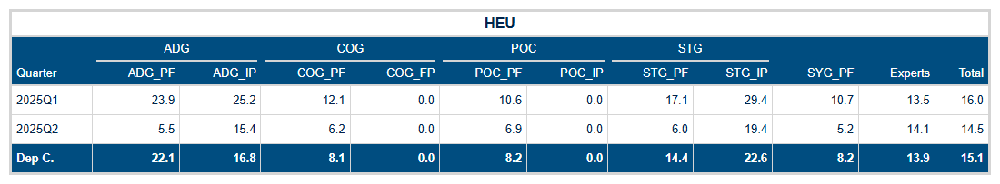 HEU
ADG COG POC STG
Quarter ADG_PF ADG_IP COG_PF COG_FP POC_PF POC_IP STG_PF STG_IP SYG_PF Experts Total
2025Q1 23.9 25.2 12.1 0.0 10.6 0.0 17.1 29.4 10.7 13.5 16.0
2025Q2 5.5 15.4 6.2 0.0 6.9 0.0 6.0 19.4 5.2 14.1 14.5
Dep C. 22.1 16.8 8.1 0.0 8.2 0.0 14.4 22.6 8.2 13.9 15.1